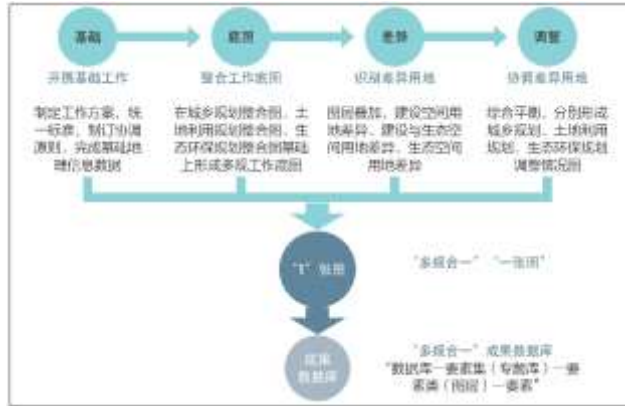 基础
底图
差异
调整
开展基础工作
整合工作底图
识别差异用地
协调差异用地
制定工作方案、统
一标准、制订协调
原则、完成基础地
理信息数据
在城乡规划整合图、土
地利用规划整合图、生
态环保规划整合图基础
上形成多规工作底图
图层叠加、建设空间用
地差异、建设与生态空
间用地差异、生态空间
用地差异
综合平衡、分别形成
城乡规划、土地利用
规划、生态环保规划
调整情况图
“1”张图
“多规合一”“一张图”
成果
数据库
“多规合一”成果数据库
“数据库—要素集（专题库）—要
素类（图层）—要素”